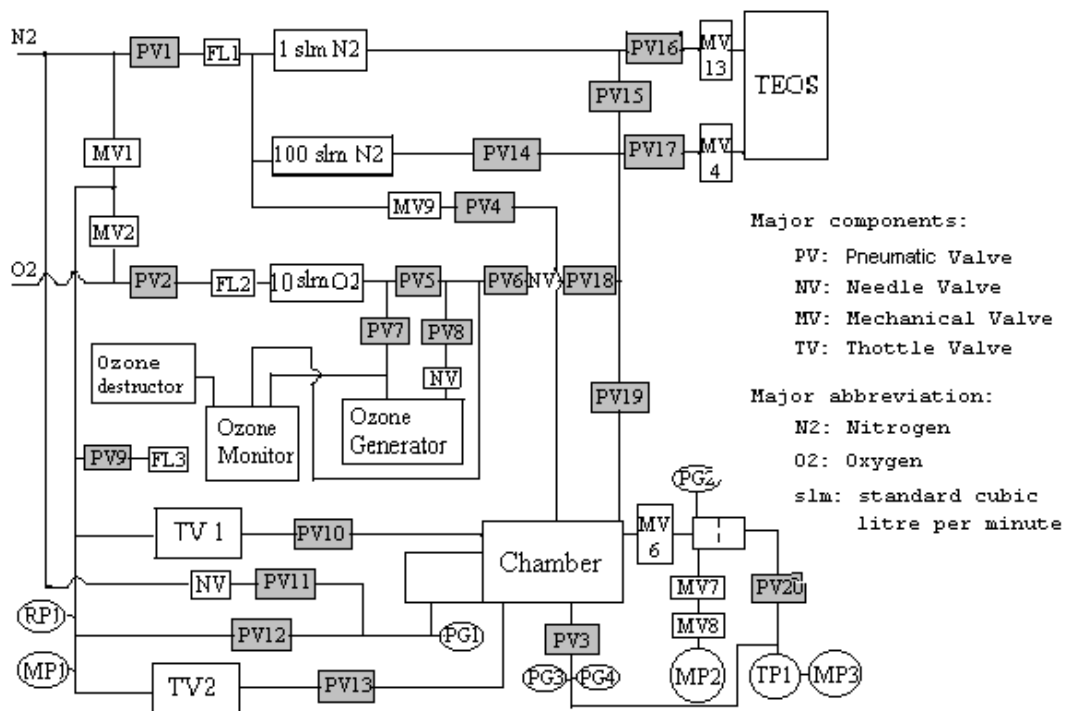 N2
PV1
FL1
1 slm N2
PV16
MV
13
TEOS
PV15
MV1
100 slm N2
PV14
PV17
MV
4
MV9
PV4
MV2
O2
PV2
FL2
10 slm O2
PV5
PV6
NV
PV18
PV7
PV8
NV
Ozone
destructor
Ozone
Monitor
Ozone
Generator
PV19
PV9
FL3
PG2
TV 1
PV10
Chamber
MV
6
NV
PV11
MV7
PV20
RP1
PV12
PG1
PV3
MV8
MP1
TV2
PV13
PG3
PG4
MP2
TP1
MP3
Major components:
PV: Pneumatic Valve
NV: Needle Valve
MV: Mechanical Valve
TV: Thottle Valve
Major abbreviation:
N2: Nitrogen
O2: Oxygen
slm: standard cubic
litre per minute